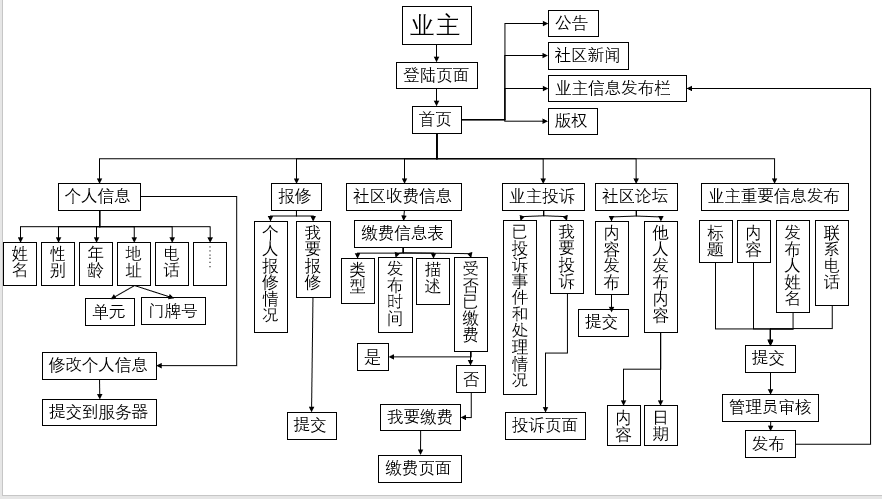 业主
公告
社区新闻
登陆页面
业主信息发布栏
首页
版权
个人信息
报修
社区收费信息
业主投诉
社区论坛
业主重要信息发布
姓名
性别
年龄
地址
电话
……
单元
门牌号
修改个人信息
提交到服务器
个人报修情况
我要报修
提交
缴费信息表
类型
发布时间
描述
受否已缴费
是
否
我要缴费
缴费页面
已投诉事件和处理情况
我要投诉
投诉页面
内容发布
提交
他人发布内容
内容
日期
标题
内容
发布人姓名
联系电话
提交
管理员审核
发布